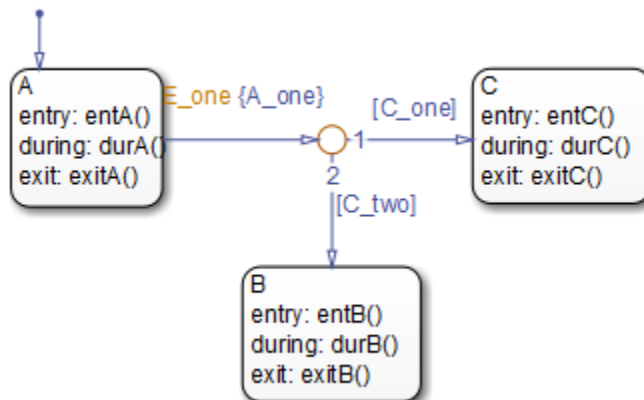 A
entry: entA()
during: durA()
exit: exitA()
E_one {A_one}
1
2
[C_one]
[C_two]
C
entry: entC()
during: durC()
exit: exitC()
B
entry: entB()
during: durB()
exit: exitB()